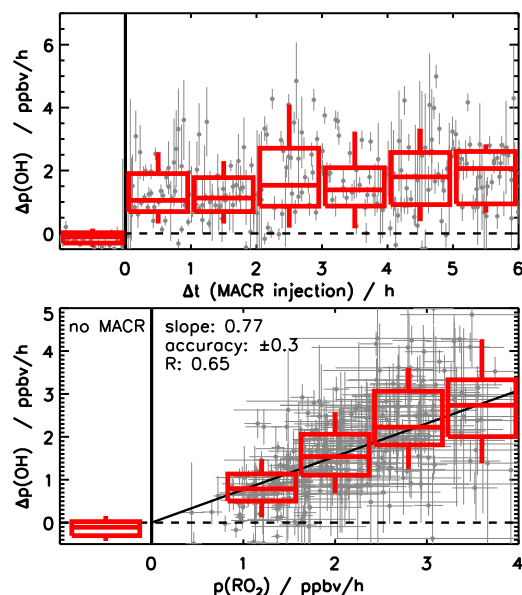 6
4
2
0
Δp(OH) / ppbv/h
0 1 2 3 4 5 6
Δt (MACR injection) / h
no MACR
slope: 0.77
accuracy: ±0.3
R: 0.65
5
4
3
2
1
0
Δp(OH) / ppbv/h
0 1 2 3 4
p(RO₂) / ppbv/h